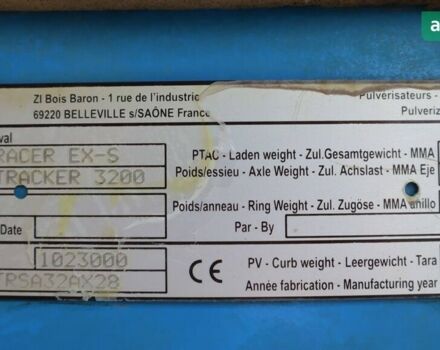 ZI Bois Baron - 1 rue de l'industrie
69220 BELLEVILLE s/SAÔNE France
Pulverisateurs -
Pulveriz
val
RACER EX-S
TRACKER 3200
PTAC - Laden weight - Zul.Gesamtgewicht - MMA
Poids/essieu - Axle Weight - Zul. Achslast - MMA Eje
Poids/anneau - Ring Weight - Zul. Zugöse - MMA anillo
Date
Par - By
1023000
TRSA32AX28
CE
PV - Curb weight - Leergewicht - Tara
Année fabrication - Manufacturing year
a